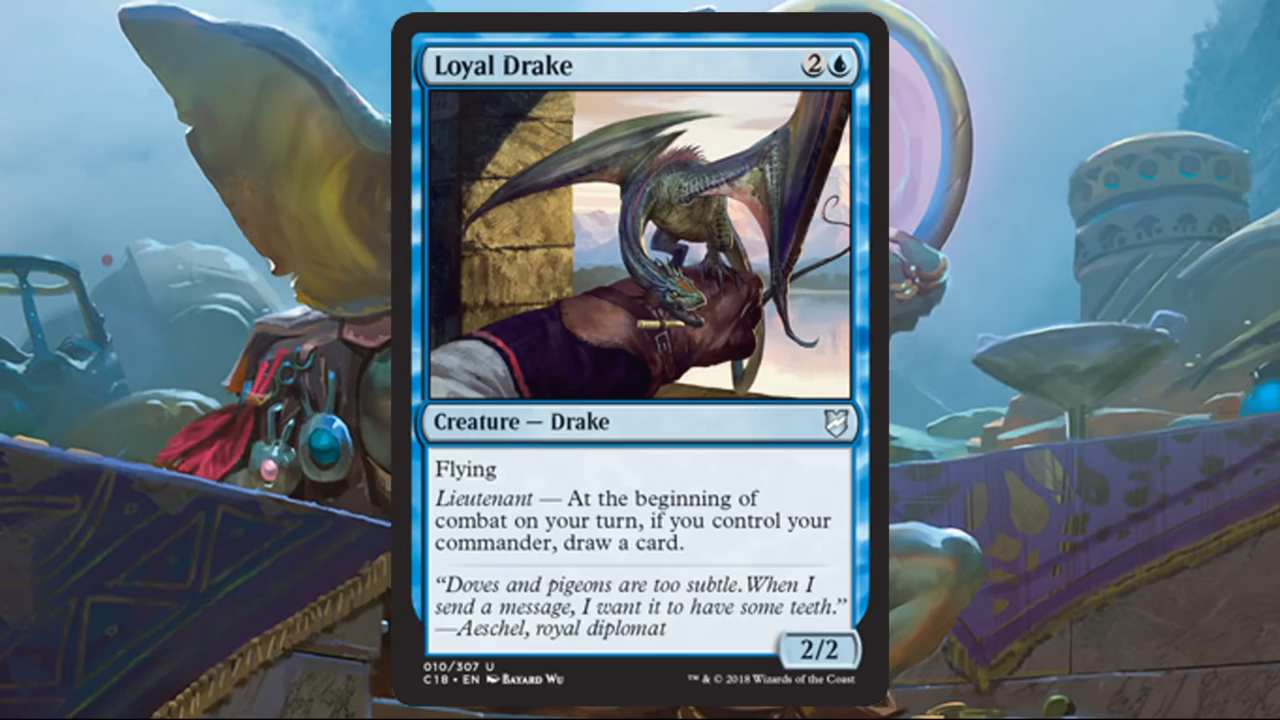 Loyal Drake 2
Creature — Drake
Flying
Lieutenant — At the beginning of
combat on your turn, if you control your
commander, draw a card.
“Doves and pigeons are too subtle. When I
send a message, I want it to have some teeth.”
—Aeschel, royal diplomat
2/2
010/307 U
C18 • EN Bayard Wu
™ & © 2018 Wizards of the Coast